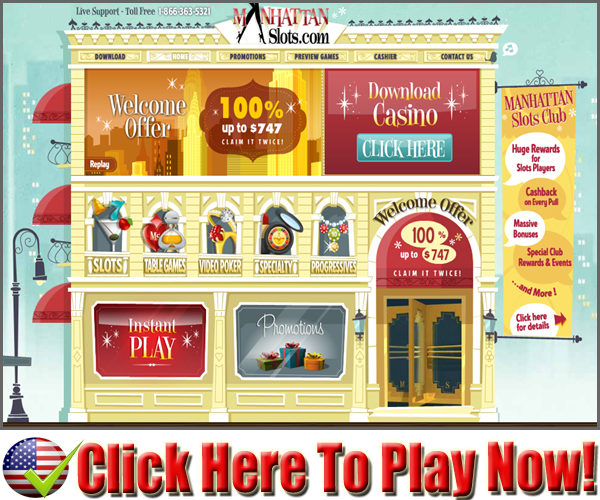 Live Support - Toll Free 1-866-363-5321
MANHATTAN
Slots.com
DOWNLOAD
HOME
PROMOTIONS
PREVIEW GAMES
CASHIER
CONTACT US
Welcome
Offer
100%
up to $747
CLAIM IT TWICE!
Replay
Download
Casino
CLICK HERE
MANHATTAN
Slots Club
Huge Rewards
for
Slots Players
Cashback
on Every Pull
Massive
Bonuses
Special Club
Rewards & Events
...and More !
Click here
for details
SLOTS
TABLE GAMES
VIDEO POKER
SPECIALTY
PROGRESSIVES
Welcome Offer
100 %
up to $747
CLAIM IT TWICE!
Instant
PLAY
Promotions
Click Here To Play Now!